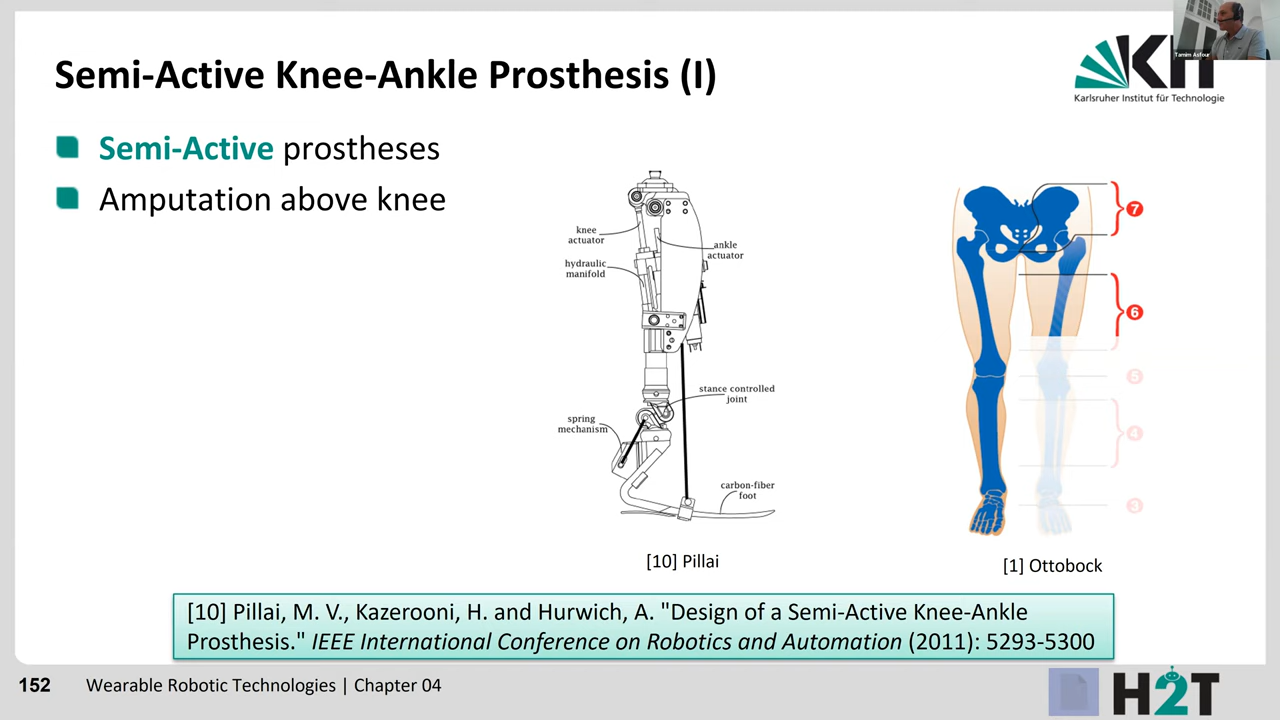 Semi-Active Knee-Ankle Prosthesis (I)
Tamim Asfour
KIT
Karlsruher Institut für Technologie
Semi-Active prostheses
Amputation above knee
knee
actuator
ankle
actuator
hydraulic
manifold
stance controlled
joint
spring
mechanism
carbon-fiber
foot
7
6
5
4
3
[10] Pillai
[1] Ottobock
[10] Pillai, M. V., Kazerooni, H. and Hurwich, A. "Design of a Semi-Active Knee-Ankle
Prosthesis." IEEE International Conference on Robotics and Automation (2011): 5293-5300
152 Wearable Robotic Technologies | Chapter 04
H2T